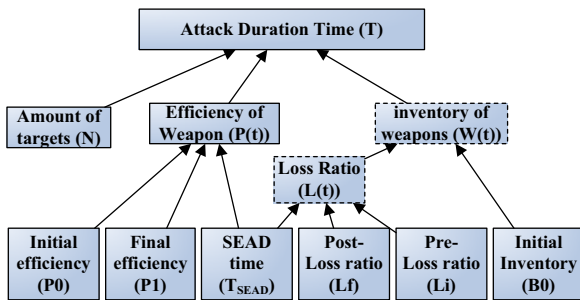 Attack Duration Time (T)
Amount of
targets (N)
Efficiency of
Weapon (P(t))
inventory of
weapons (W(t))
Loss Ratio
(L(t))
Initial
efficiency
(P0)
Final
efficiency
(P1)
SEAD
time
(TSEAD)
Post-
Loss ratio
(Lf)
Pre-
Loss ratio
(Li)
Initial
Inventory
(B0)